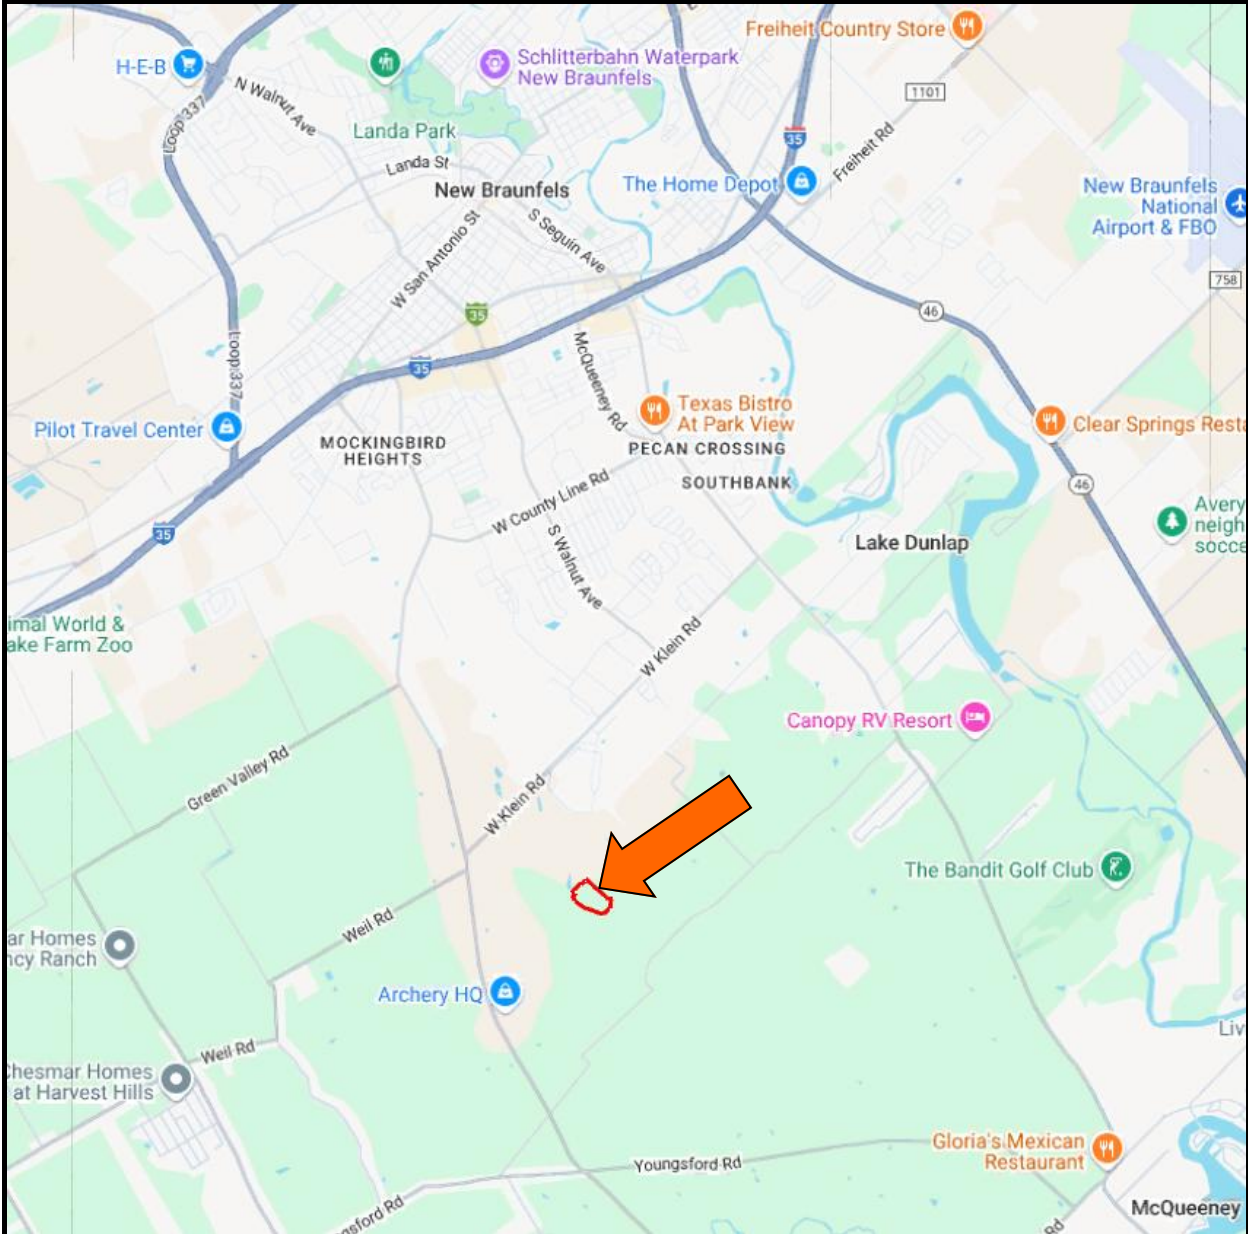 Freiheit Country Store
H-E-B
Schlitterbahn Waterpark
New Braunfels
N Walnut Ave
1101
Loop 337
Landa Park
35
Freiheit Rd
Landa St
New Braunfels
The Home Depot
New Braunfels
National
Airport & FBO
S Seguin Ave
W San Antonio St
758
35
46
Loop 337
35
McQueeney Rd
Texas Bistro
At Park View
Pilot Travel Center
Clear Springs Resta
MOCKINGBIRD
HEIGHTS
PECAN CROSSING
SOUTHBANK
46
W County Line Rd
Avery
neigh
socce
35
S Walnut Ave
Lake Dunlap
imal World &
ake Farm Zoo
W Klein Rd
Canopy RV Resort
Green Valley Rd
W Klein Rd
The Bandit Golf Club
Weil Rd
ar Homes
ncy Ranch
Archery HQ
Liv
Weil Rd
Chesmar Homes
at Harvest Hills
Gloria's Mexican
Restaurant
Youngsford Rd
gsford Rd
McQueeney
Rd